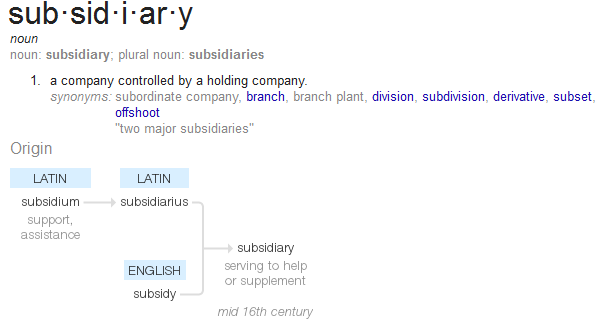 sub·sid·i·ar·y
noun
noun: subsidiary; plural noun: subsidiaries
1. a company controlled by a holding company.
synonyms: subordinate company, branch, branch plant, division, subdivision, derivative, subset,
offshoot
"two major subsidiaries"
Origin
LATIN LATIN
subsidium subsidiarius
support,
assistance
subsidiary
ENGLISH serving to help
or supplement
subsidy
mid 16th century